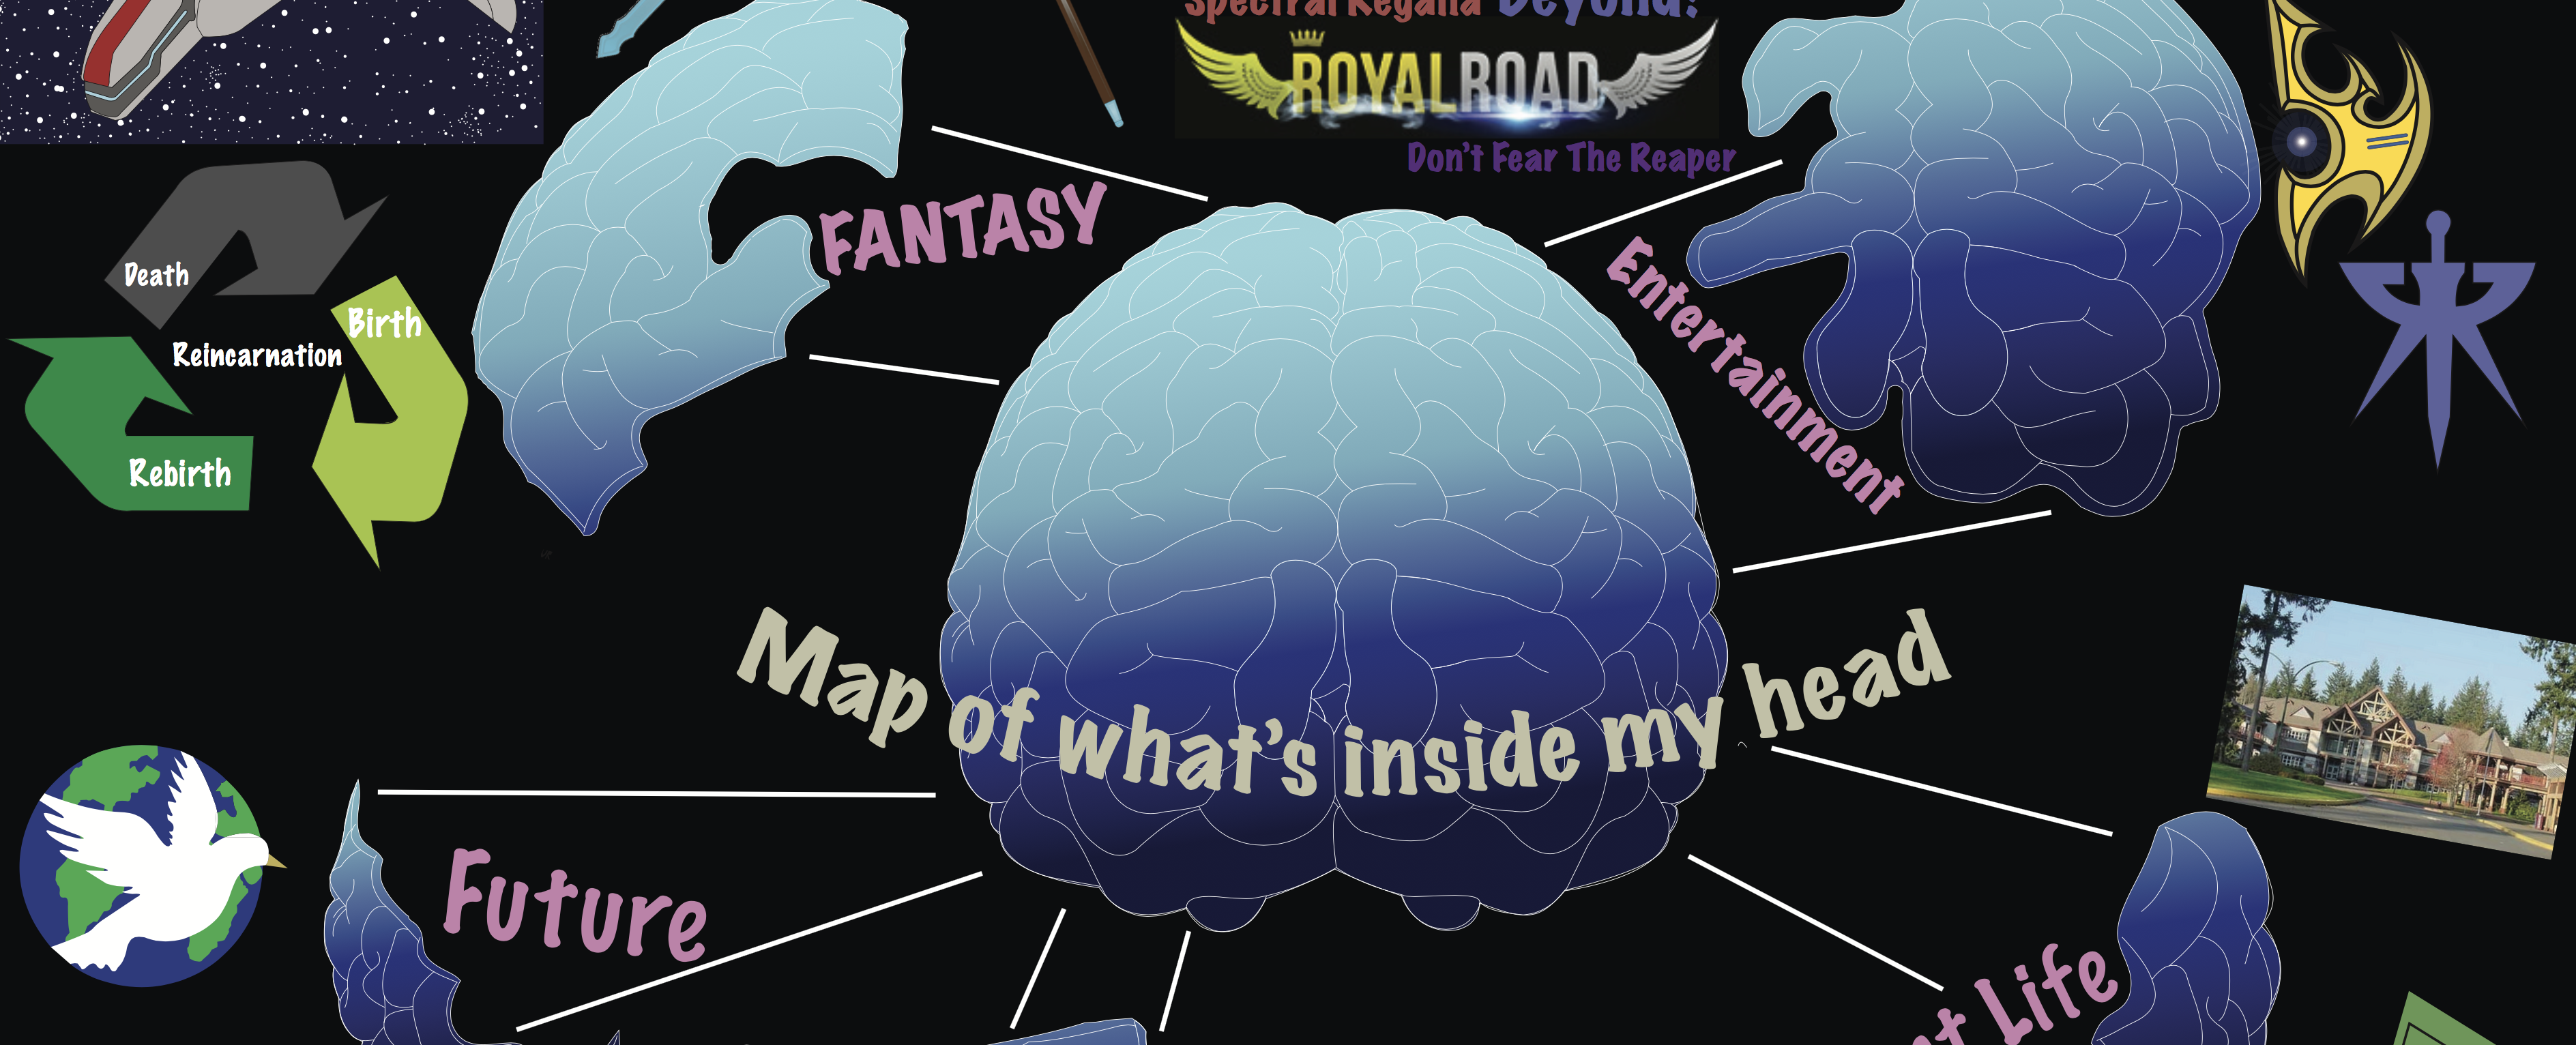 Spectral Regalia Beyond!
ROYALROAD
Don't Fear The Reaper
FANTASY
Entertainment
Death
Birth
Reincarnation
Rebirth
Map of what's inside my head
Future
Life